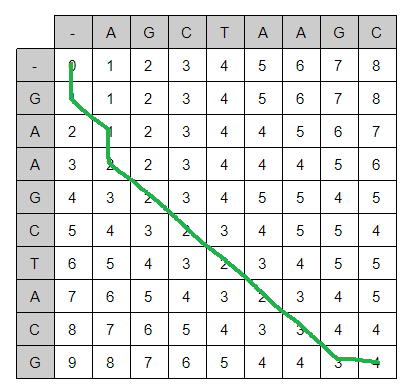 - A G C T A A G C
- 0 1 2 3 4 5 6 7 8
G 1 2 3 4 5 6 7 8
A 2 1 2 3 4 4 5 6 7
A 3 2 2 3 4 4 4 5 6
G 4 3 2 3 4 5 5 4 5
C 5 4 3 2 3 4 5 5 4
T 6 5 4 3 2 3 4 5 5
A 7 6 5 4 3 2 3 4 5
C 8 7 6 5 4 3 3 4 4
G 9 8 7 6 5 4 4 3 4